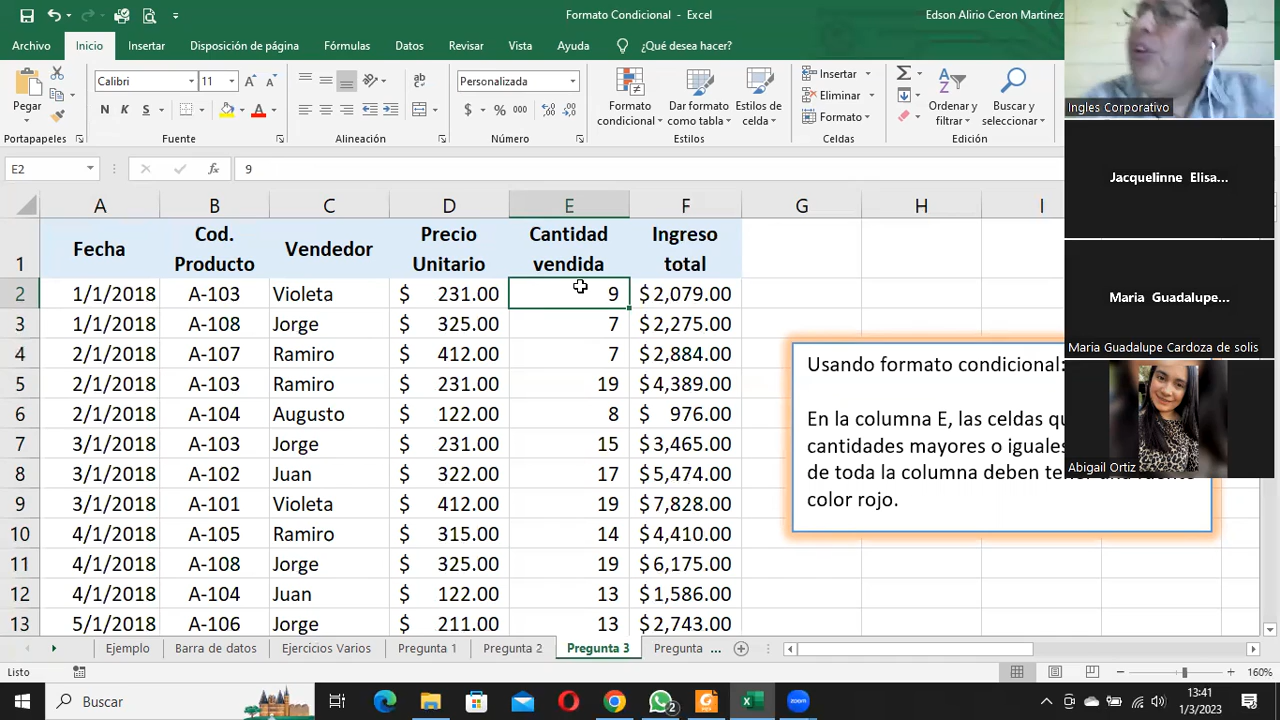 Formato Condicional - Excel
Edson Alirio Ceron Martinez
Archivo Inicio Insertar Disposición de página Fórmulas Datos Revisar Vista Ayuda ¿Qué desea hacer?
Calibri 11 Personalizada
Pegar
N K S
$ % 000
Formato condicional
Dar formato como tabla
Estilos de celda
Insertar
Eliminar
Formato
Ordenar y filtrar
Buscar y seleccionar
Portapapeles Fuente Alineación Número Estilos Celdas Edición
E2 fx 9
A B C D E F G H I
1 Fecha Cod. Producto Vendedor Precio Unitario Cantidad vendida Ingreso total
2 1/1/2018 A-103 Violeta $ 231.00 9 $ 2,079.00
3 1/1/2018 A-108 Jorge $ 325.00 7 $ 2,275.00
4 2/1/2018 A-107 Ramiro $ 412.00 7 $ 2,884.00
5 2/1/2018 A-103 Ramiro $ 231.00 19 $ 4,389.00
6 2/1/2018 A-104 Augusto $ 122.00 8 $ 976.00
7 3/1/2018 A-103 Jorge $ 231.00 15 $ 3,465.00
8 3/1/2018 A-102 Juan $ 322.00 17 $ 5,474.00
9 3/1/2018 A-101 Violeta $ 412.00 19 $ 7,828.00
10 4/1/2018 A-105 Ramiro $ 315.00 14 $ 4,410.00
11 4/1/2018 A-108 Jorge $ 325.00 19 $ 6,175.00
12 4/1/2018 A-104 Juan $ 122.00 13 $ 1,586.00
13 5/1/2018 A-106 Jorge $ 211.00 13 $ 2,743.00
Usando formato condicional:
En la columna E, las celdas
cantidades mayores o iguales
de toda la columna deben
color rojo.
Ingles Corporativo
Jacquelinne Elisa...
Maria Guadalupe...
Maria Guadalupe Cardoza de solis
Abigail Ortiz
Ejemplo Barra de datos Ejercicios Varios Pregunta 1 Pregunta 2 Pregunta 3 Pregunta ...
Listo 160%
Buscar
2
zoom
13:41
1/3/2023